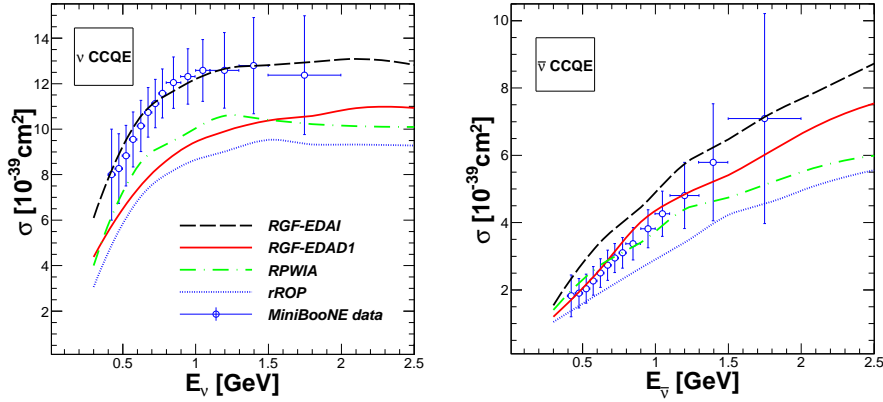 ν CCQE
σ [10⁻³⁹cm²]
14
12
10
8
6
4
2
0.5
1
1.5
2
2.5
E_ν [GeV]
RGF-EDAI
RGF-EDAD1
RPWIA
rROP
MiniBooNE data
ν̅ CCQE
σ [10⁻³⁹cm²]
10
8
6
4
2
0.5
1
1.5
2
2.5
E_ν̅ [GeV]